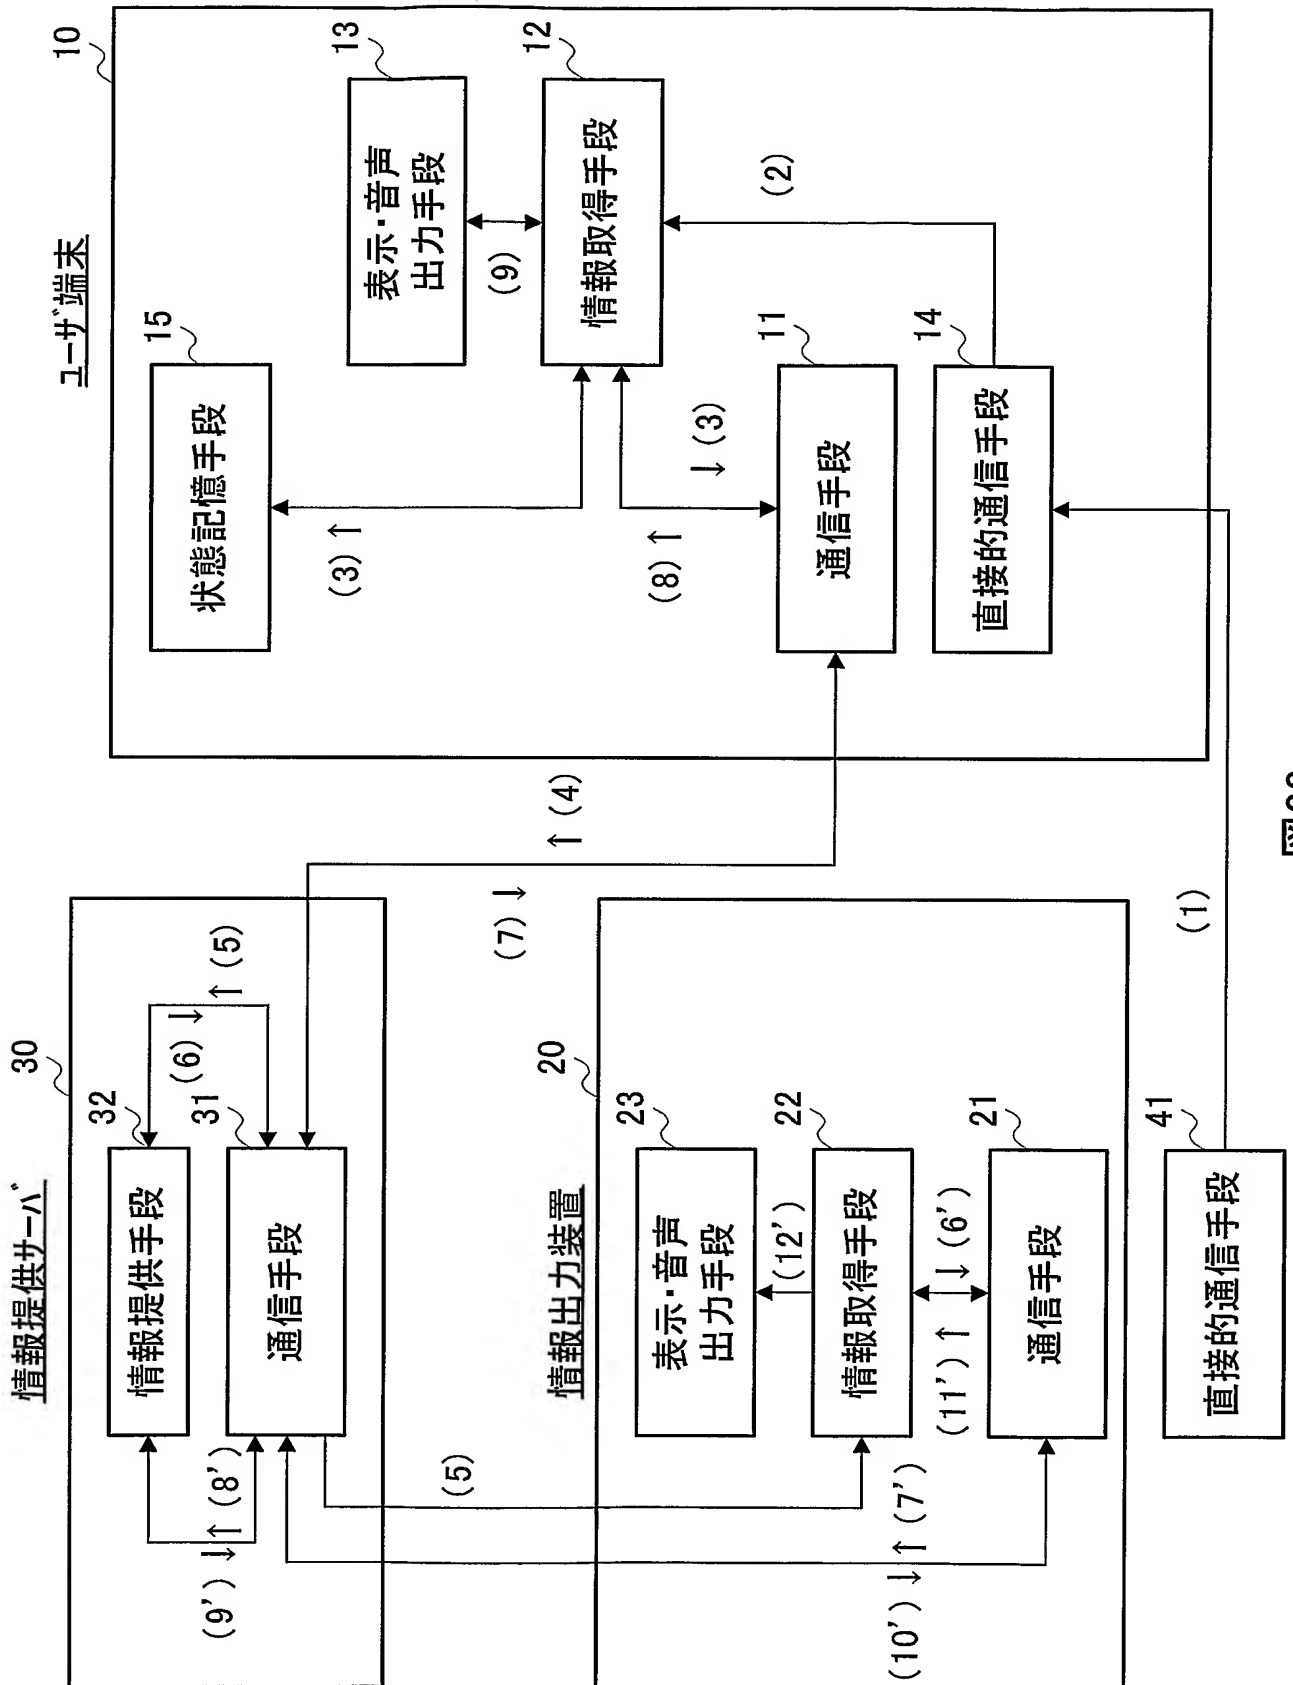 情報提供サーバ
30
32
情報提供手段
31
通信手段
(6) ↓
↑ (5)
(9') ↓
↑ (8')
(5)
情報出力装置
20
23
表示・音声
出力手段
(12')
22
情報取得手段
(11') ↑
↓ (6')
21
通信手段
(10') ↓
↑ (7')
41
直接的通信手段
(1)
(7) ↓
↑ (4)
ユーザ端末
10
15
状態記憶手段
(3) ↑
13
表示・音声
出力手段
(9)
12
情報取得手段
(2)
(8) ↑
↓ (3)
11
通信手段
14
直接的通信手段